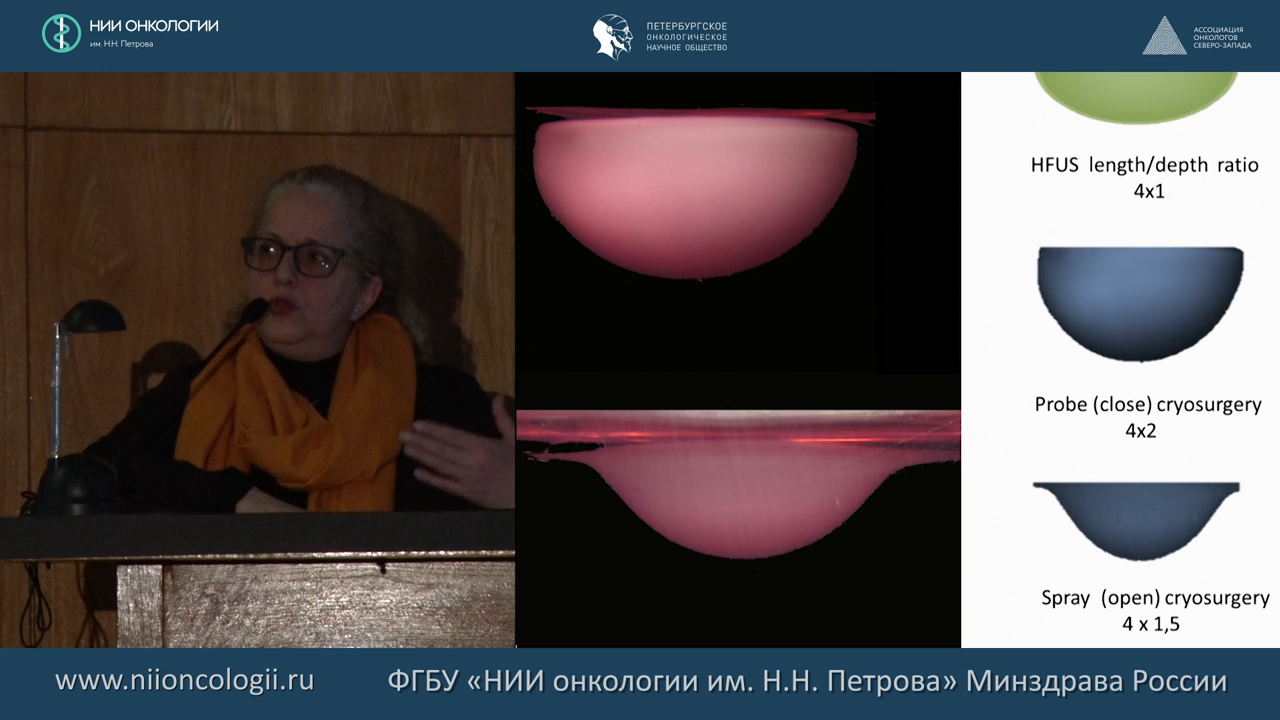 НИИ ОНКОЛОГИИ
им. Н.Н. Петрова
ПЕТЕРБУРГСКОЕ
ОНКОЛОГИЧЕСКОЕ
НАУЧНОЕ ОБЩЕСТВО
АССОЦИАЦИЯ
ОНКОЛОГОВ
СЕВЕРО-ЗАПАДА
HFUS length/depth ratio
4x1
Probe (close) cryosurgery
4x2
Spray (open) cryosurgery
4 x 1,5
www.niioncologii.ru
ФГБУ «НИИ онкологии им. Н.Н. Петрова» Минздрава России